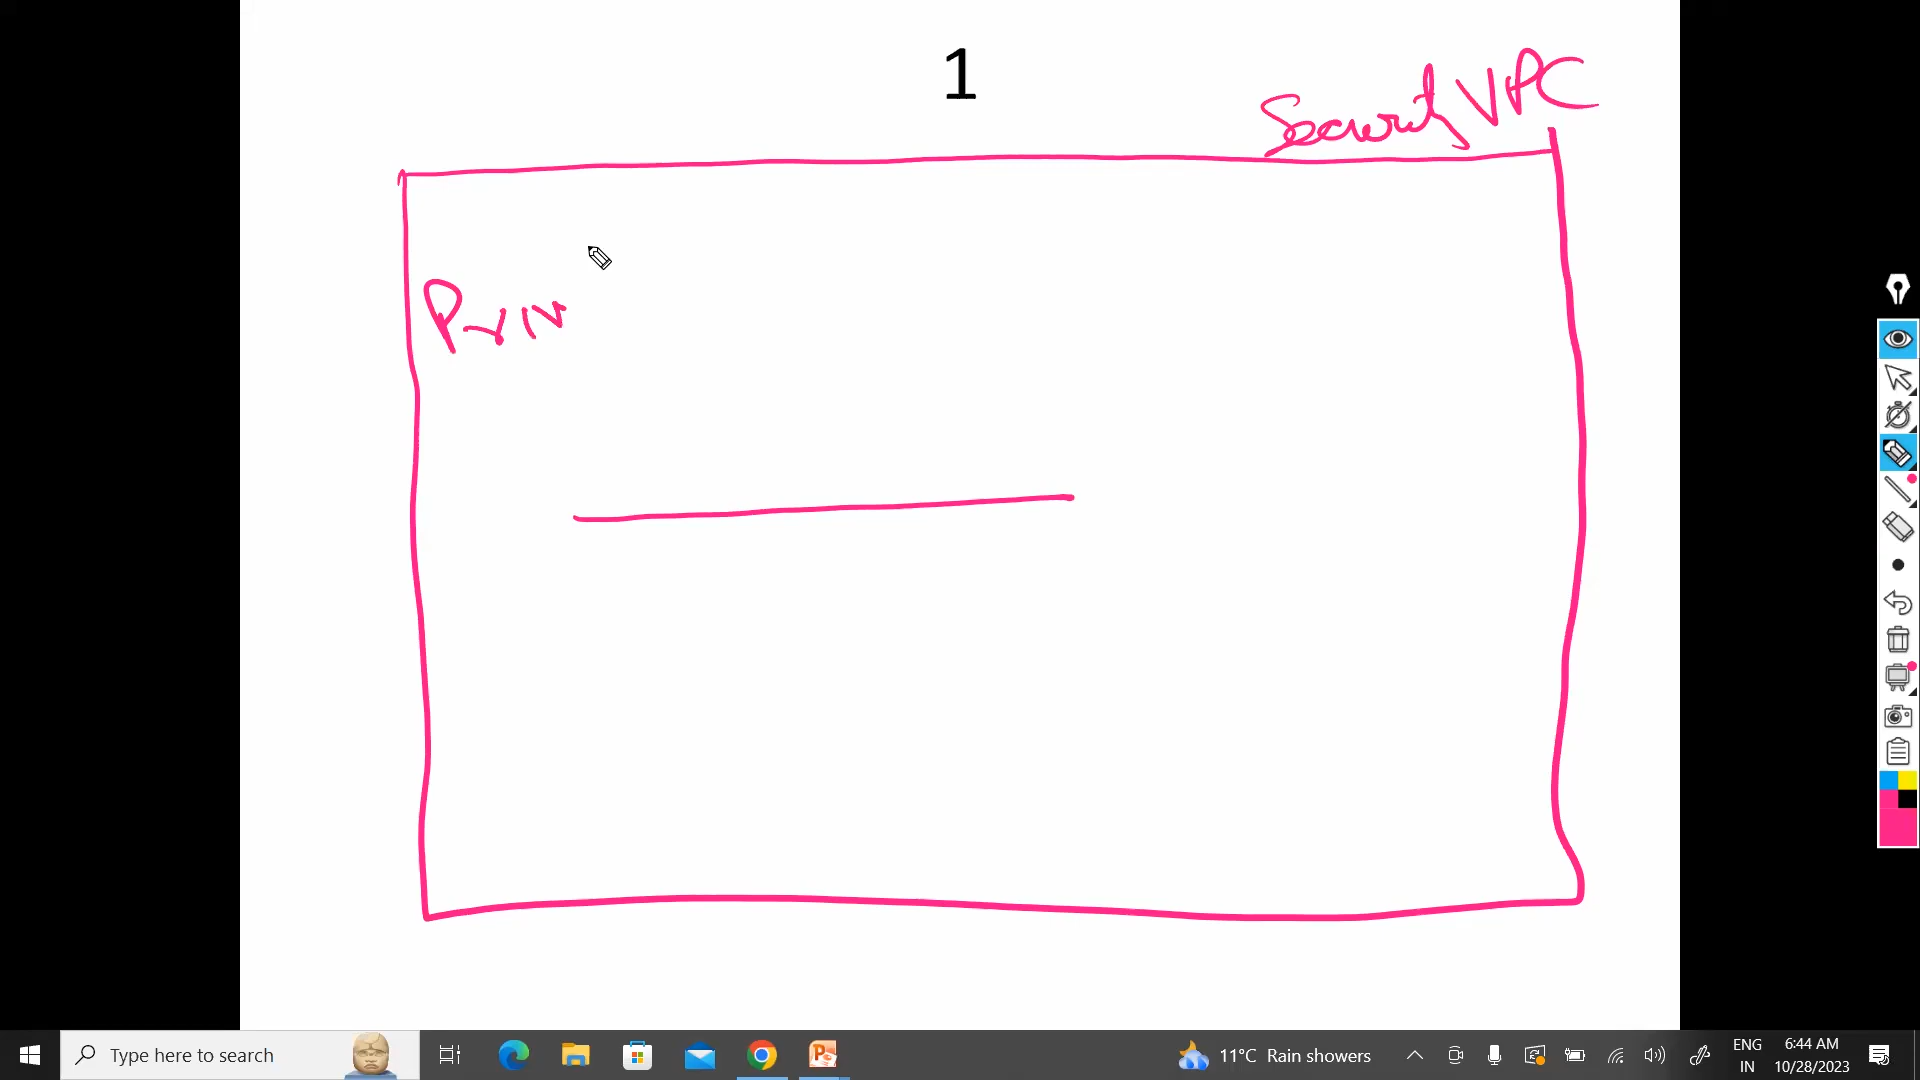 1
Security VPC
Priv
Type here to search
11°C Rain showers
ENG
IN
6:44 AM
10/28/2023